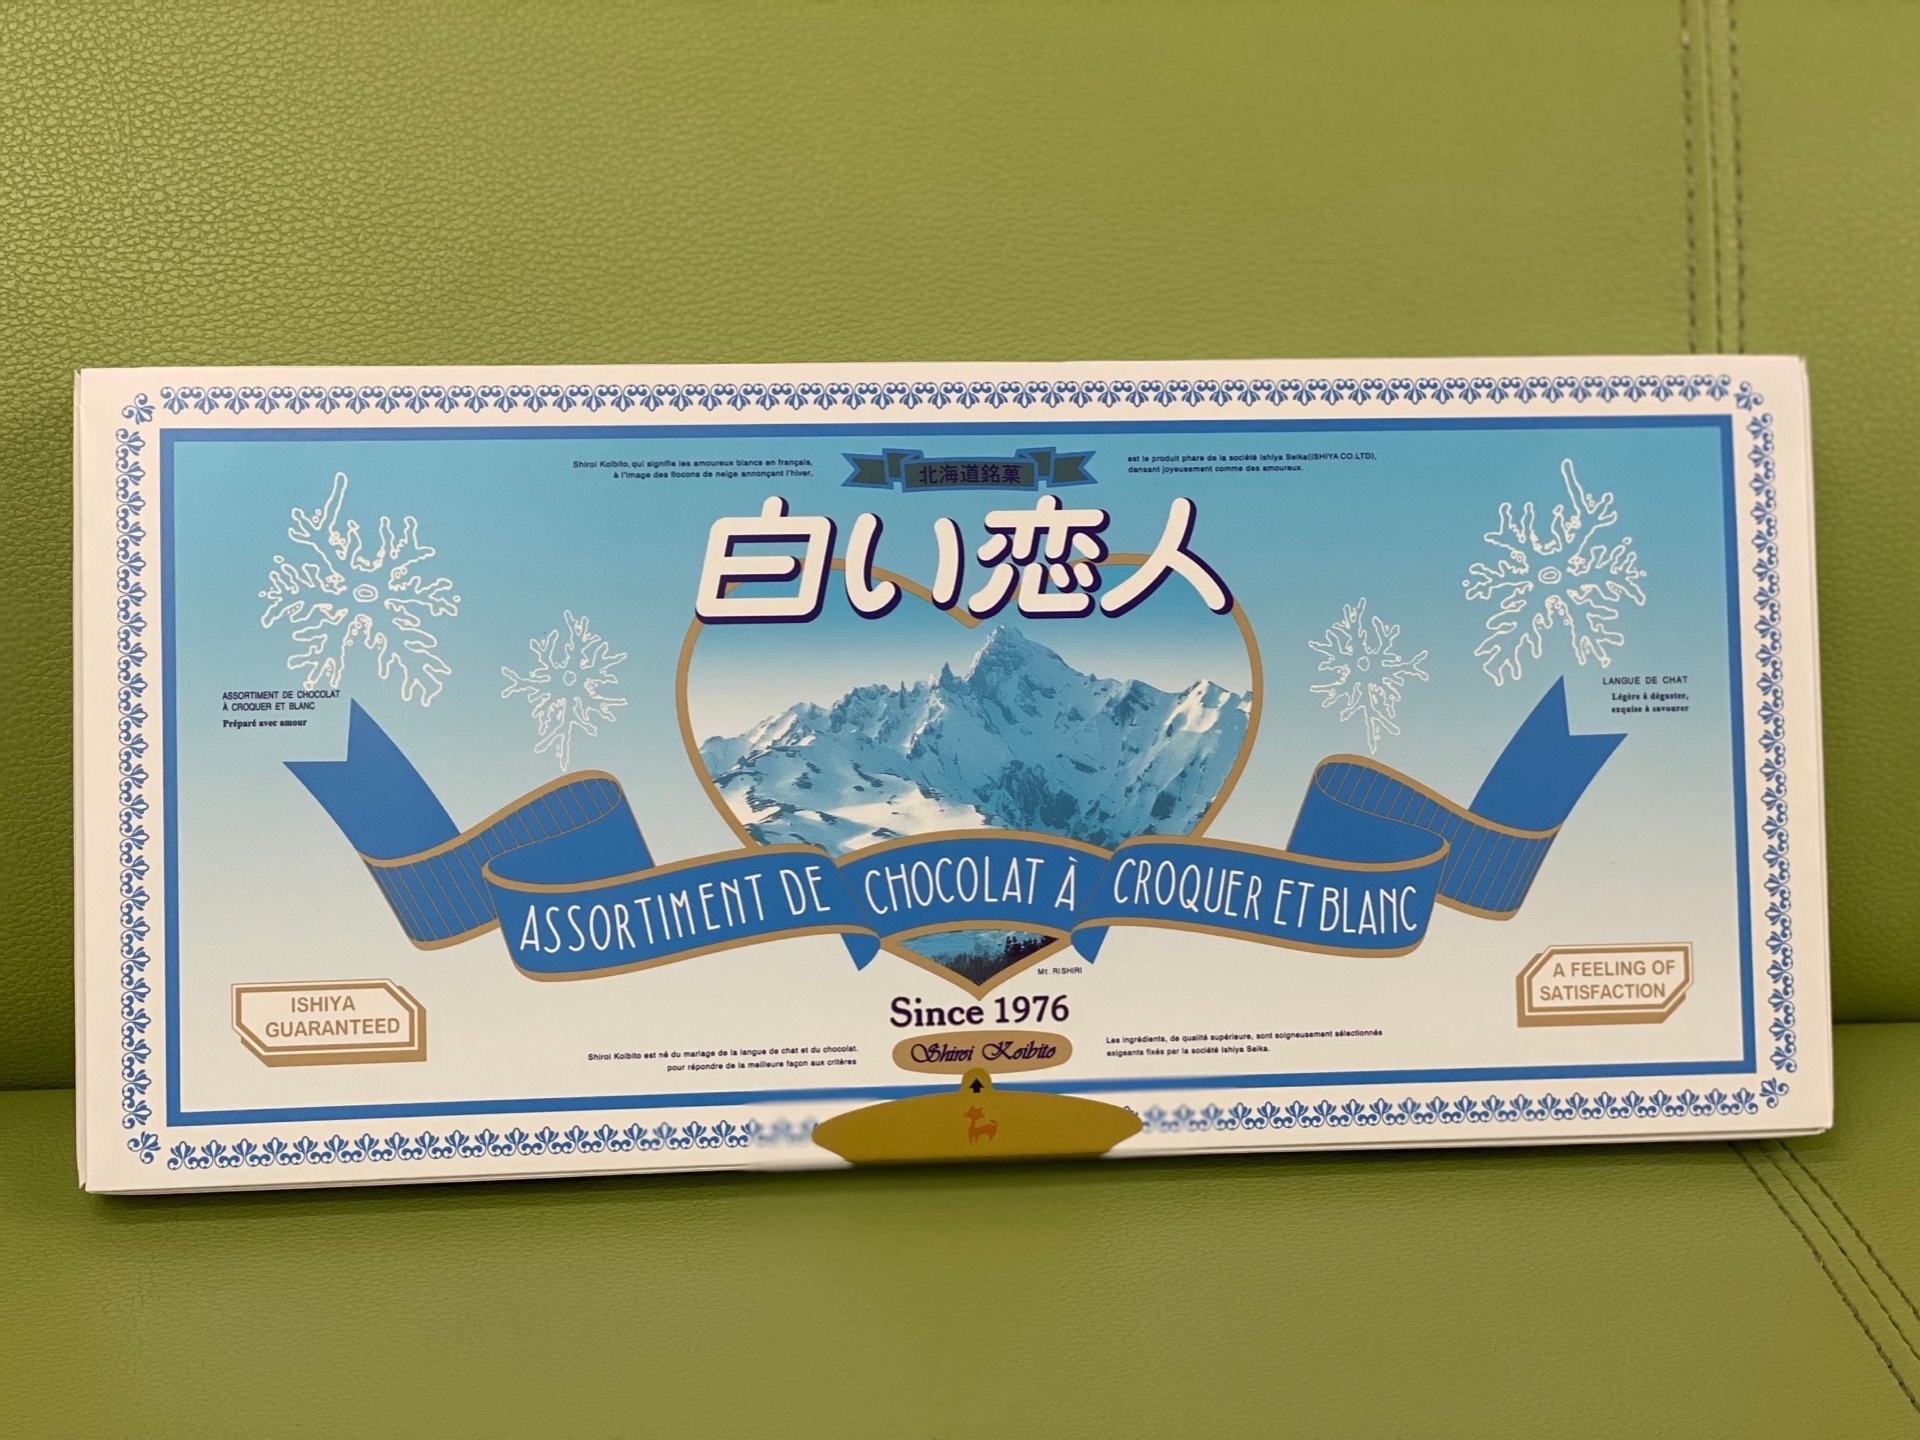 Shiroi Koibito, qui signifie les amoureux blancs en français,
à l'image des flocons de neige annonçant l'hiver,
北海道銘菓
est le produit phare de la société Ishiya Seika(ISHIYA CO.LTD),
dansant joyeusement comme des amoureux.
白い恋人
ASSORTIMENT DE CHOCOLAT
À CROQUER ET BLANC
Préparé avec amour
LANGUE DE CHAT
Légère à déguster,
exquise à savourer
ASSORTIMENT DE CHOCOLAT À CROQUER ET BLANC
Mt. RISHIRI
ISHIYA
GUARANTEED
A FEELING OF
SATISFACTION
Since 1976
Shiroi Koibito
Shiroi Koibito est né du mariage de la langue de chat et du chocolat.
pour répondre de la meilleure façon aux critères
Les ingrédients, de qualité supérieure, sont soigneusement sélectionnés
exigeants fixés par la société Ishiya Seika.